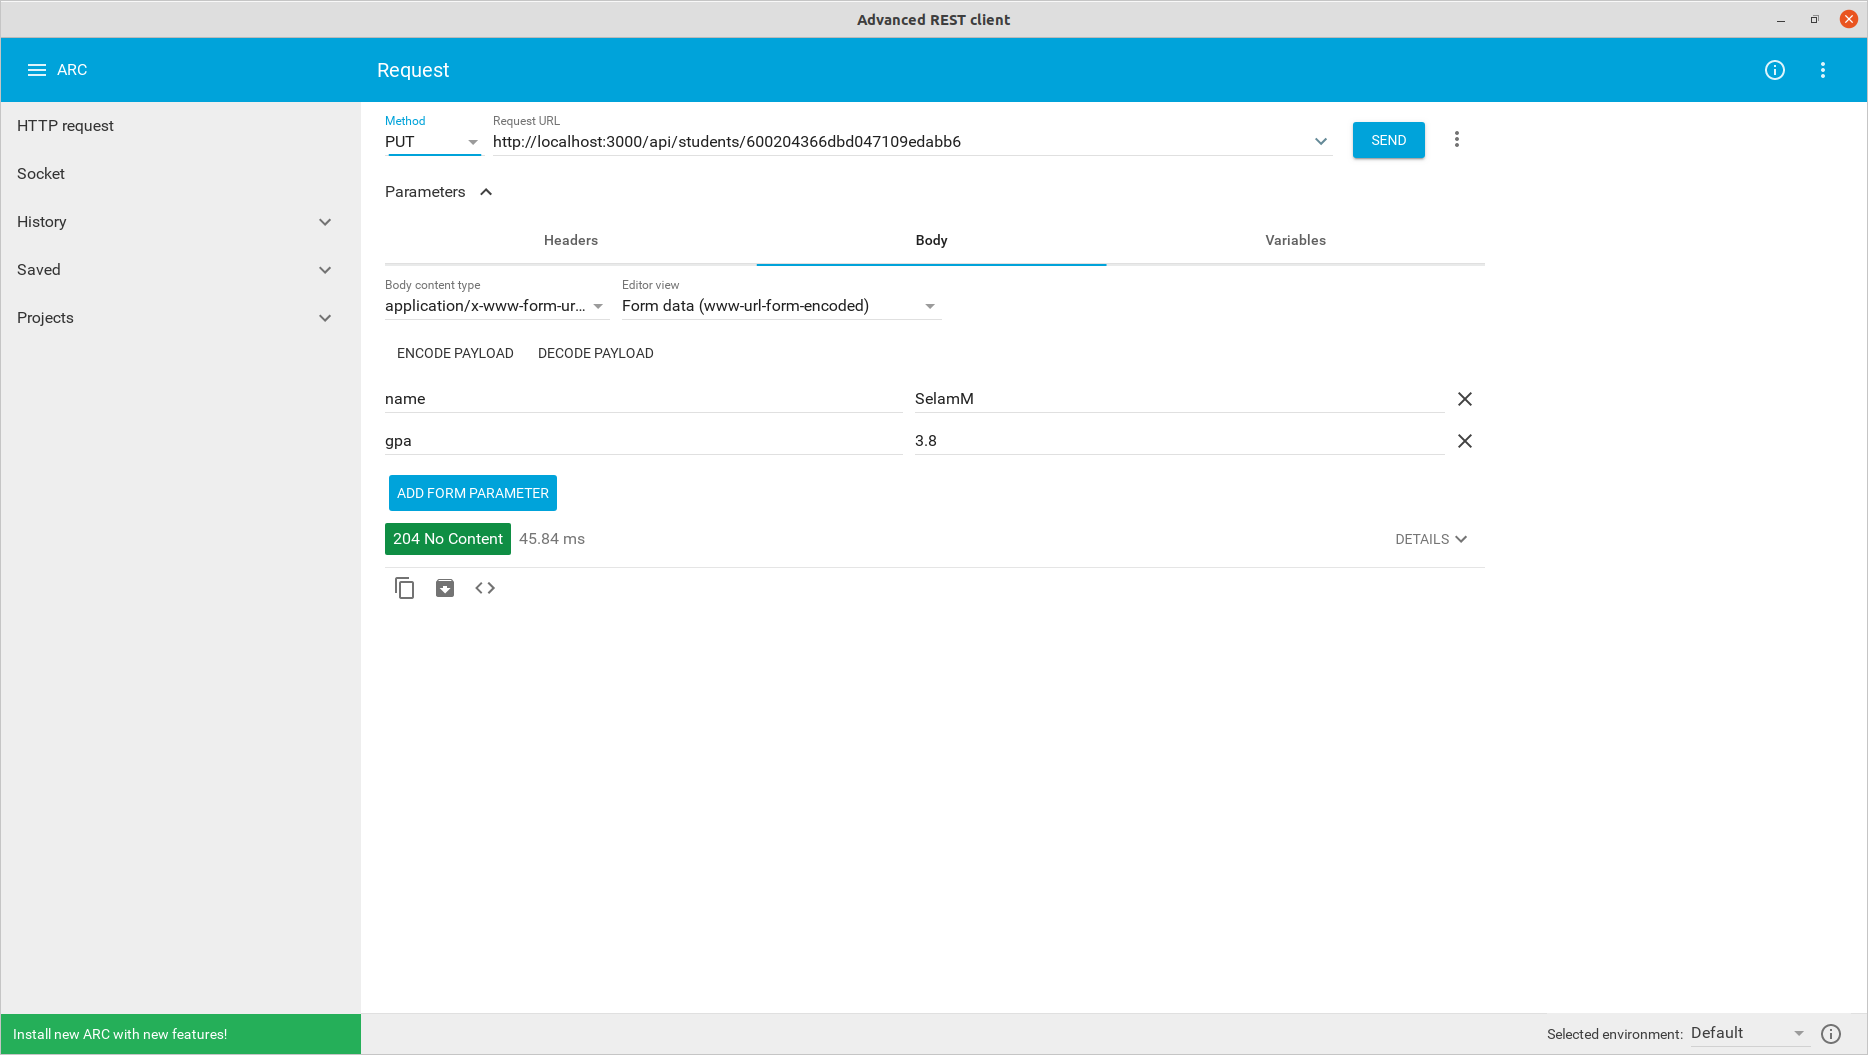 Advanced REST client
ARC
Request
HTTP request
Socket
History
Saved
Projects
Method
Request URL
PUT
http://localhost:3000/api/students/600204366dbd047109edabb6
SEND
Parameters
Headers
Body
Variables
Body content type
Editor view
application/x-www-form-ur...
Form data (www-url-form-encoded)
ENCODE PAYLOAD
DECODE PAYLOAD
name
SelamM
gpa
3.8
ADD FORM PARAMETER
204 No Content
45.84 ms
DETAILS
Install new ARC with new features!
Selected environment:
Default